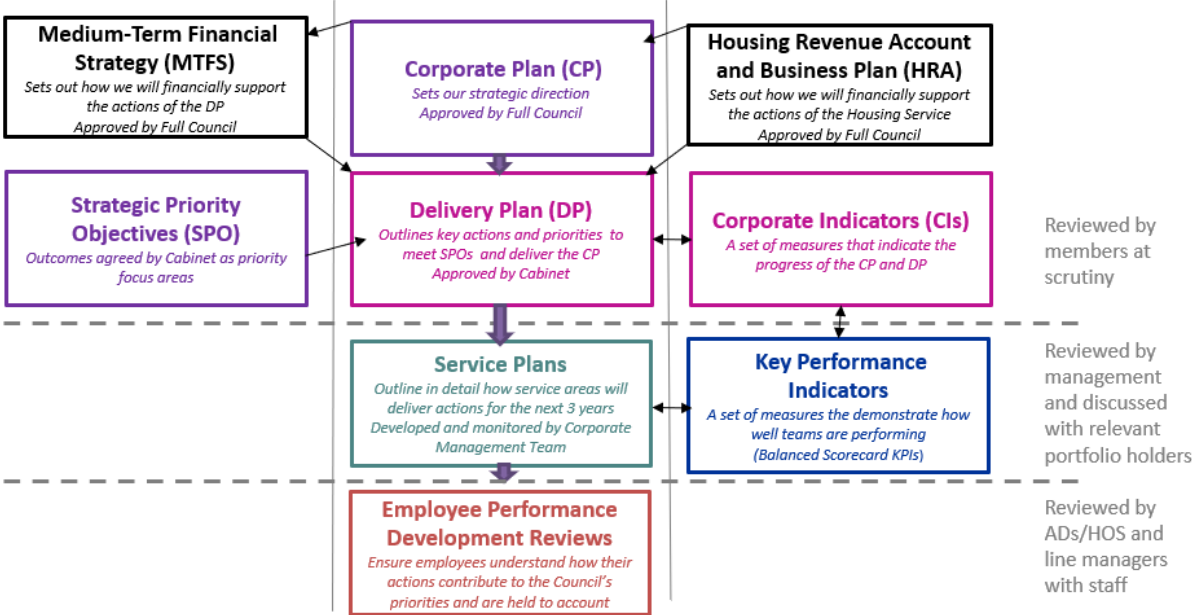 Medium-Term Financial
Strategy (MTFS)
Sets out how we will financially support
the actions of the DP
Approved by Full Council
Corporate Plan (CP)
Sets our strategic direction
Approved by Full Council
Housing Revenue Account
and Business Plan (HRA)
Sets out how we will financially support
the actions of the Housing Service
Approved by Full Council
Strategic Priority
Objectives (SPO)
Outcomes agreed by Cabinet as priority
focus areas
Delivery Plan (DP)
Outlines key actions and priorities to
meet SPOs and deliver the CP
Approved by Cabinet
Corporate Indicators (CIs)
A set of measures that indicate the
progress of the CP and DP
Reviewed by
members at
scrutiny
Service Plans
Outline in detail how service areas will
deliver actions for the next 3 years
Developed and monitored by Corporate
Management Team
Key Performance
Indicators
A set of measures the demonstrate how
well teams are performing
(Balanced Scorecard KPIs)
Reviewed by
management
and discussed
with relevant
portfolio holders
Employee Performance
Development Reviews
Ensure employees understand how their
actions contribute to the Council's
priorities and are held to account
Reviewed by
ADs/HOS and
line managers
with staff